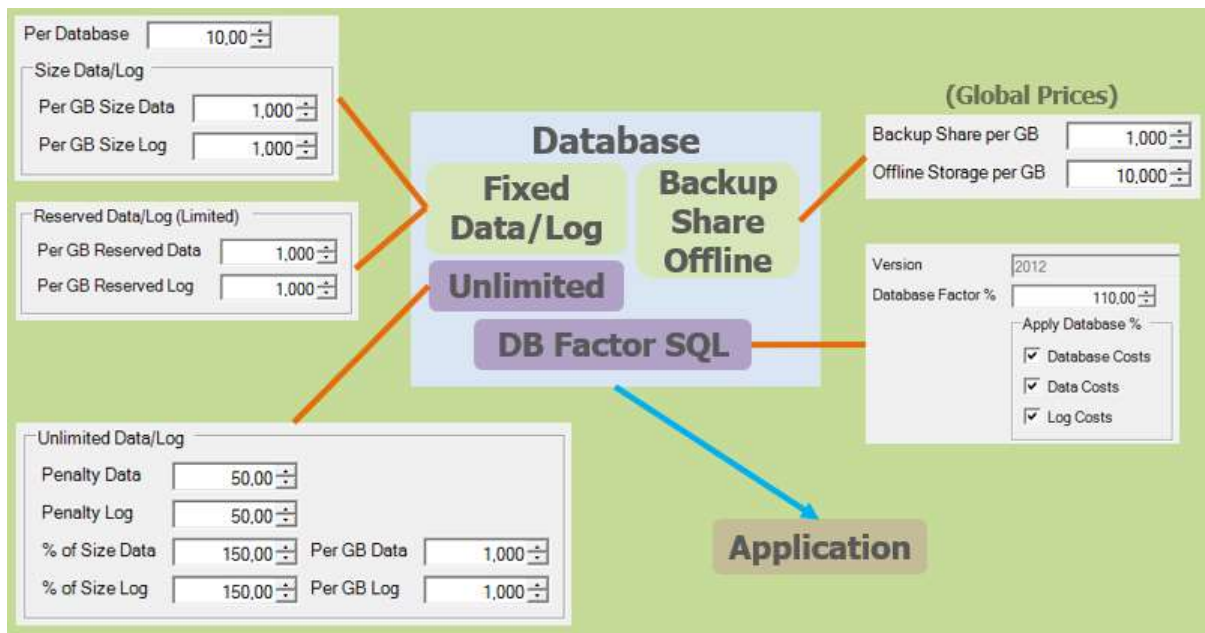 Per Database 10,00
Size Data/Log
Per GB Size Data 1,000
Per GB Size Log 1,000
Reserved Data/Log (Limited)
Per GB Reserved Data 1,000
Per GB Reserved Log 1,000
Database
Fixed
Data/Log
Backup
Share
Offline
Unlimited
DB Factor SQL
(Global Prices)
Backup Share per GB 1,000
Offline Storage per GB 10,000
Version 2012
Database Factor % 110,00
Apply Database %
Database Costs
Data Costs
Log Costs
Unlimited Data/Log
Penalty Data 50,00
Penalty Log 50,00
% of Size Data 150,00 Per GB Data 1,000
% of Size Log 150,00 Per GB Log 1,000
Application